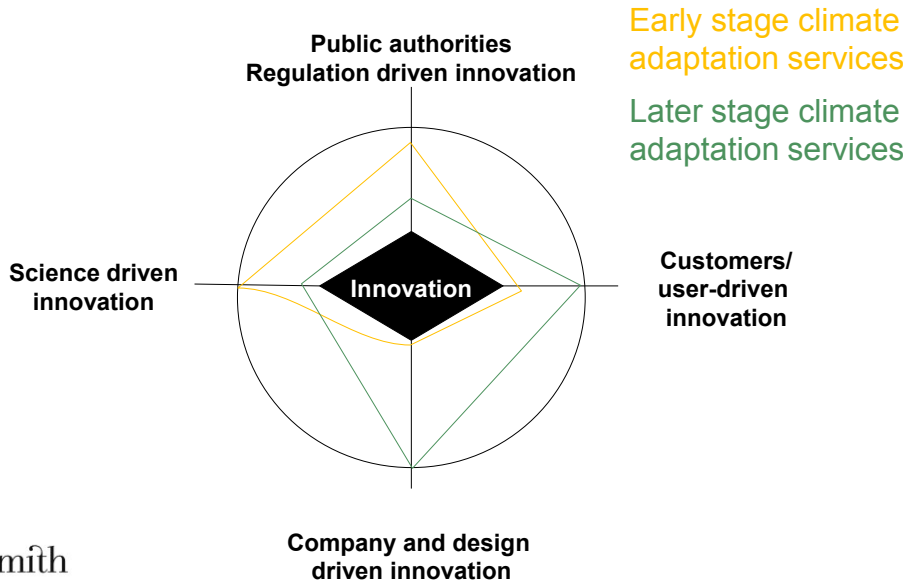 Early stage climate
adaptation services
Public authorities
Regulation driven innovation
Later stage climate
adaptation services
Science driven
innovation
Innovation
Customers/
user-driven
innovation
Company and design
driven innovation
mith